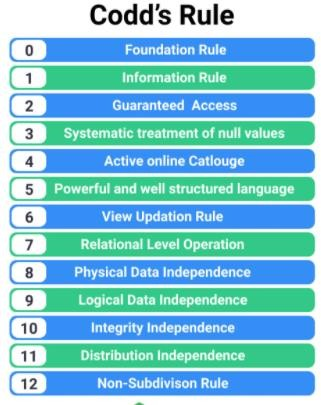 Codd's Rule
0 Foundation Rule
1 Information Rule
2 Guaranteed Access
3 Systematic treatment of null values
4 Active online Catlouge
5 Powerful and well structured language
6 View Updation Rule
7 Relational Level Operation
8 Physical Data Independence
9 Logical Data Independence
10 Integrity Independence
11 Distribution Independence
12 Non-Subdivison Rule